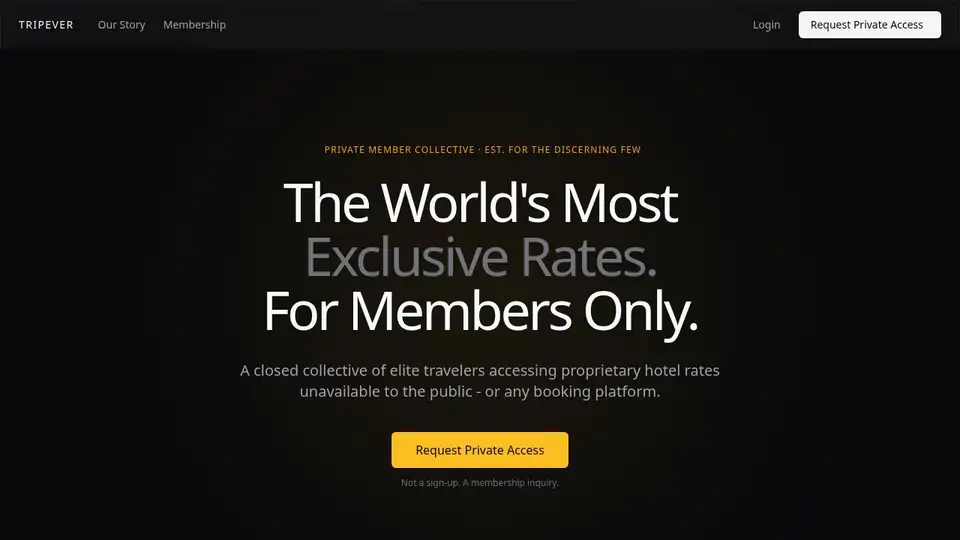 TRIPEVER
Our Story
Membership
Login
Request Private Access
PRIVATE MEMBER COLLECTIVE · EST. FOR THE DISCERNING FEW
The World's Most
Exclusive Rates.
For Members Only.
A closed collective of elite travelers accessing proprietary hotel rates
unavailable to the public - or any booking platform.
Request Private Access
Not a sign-up. A membership inquiry.